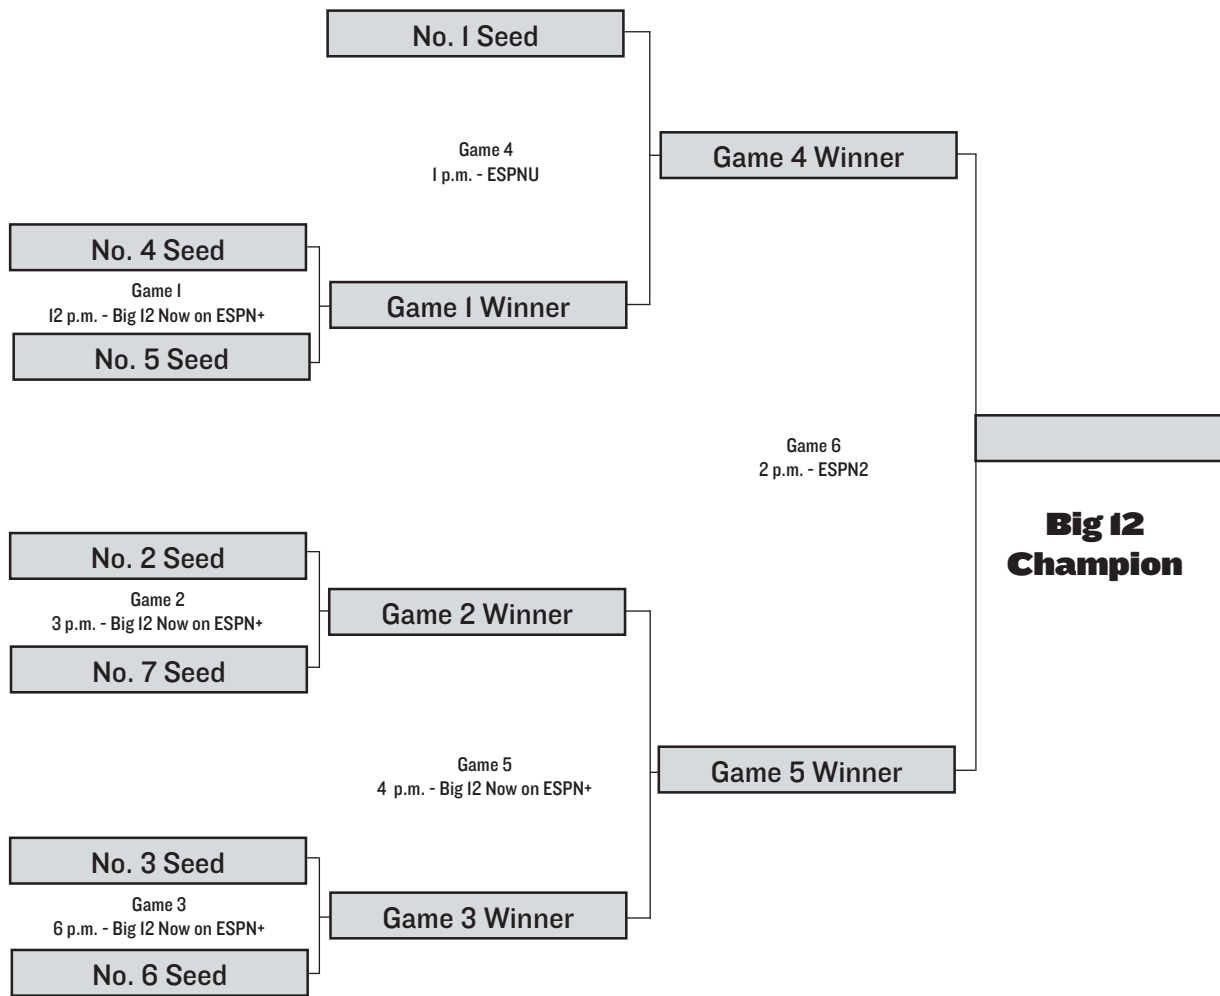 No. 1 Seed
Game 4
1 p.m. - ESPNU
Game 4 Winner
No. 4 Seed
Game 1
12 p.m. - Big 12 Now on ESPN+
Game 1 Winner
No. 5 Seed
Game 6
2 p.m. - ESPN2
Big 12
Champion
No. 2 Seed
Game 2
3 p.m. - Big 12 Now on ESPN+
Game 2 Winner
No. 7 Seed
Game 5
4 p.m. - Big 12 Now on ESPN+
Game 5 Winner
No. 3 Seed
Game 3
6 p.m. - Big 12 Now on ESPN+
Game 3 Winner
No. 6 Seed